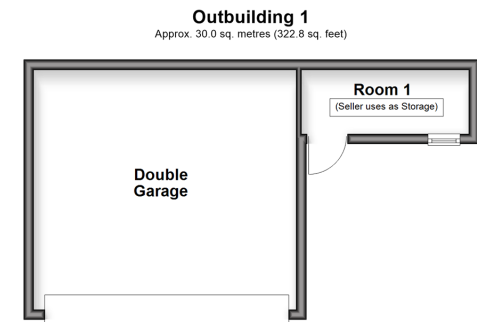 Outbuilding 1
Approx. 30.0 sq. metres (322.8 sq. feet)
Room 1
(Seller uses as Storage)
Double
Garage